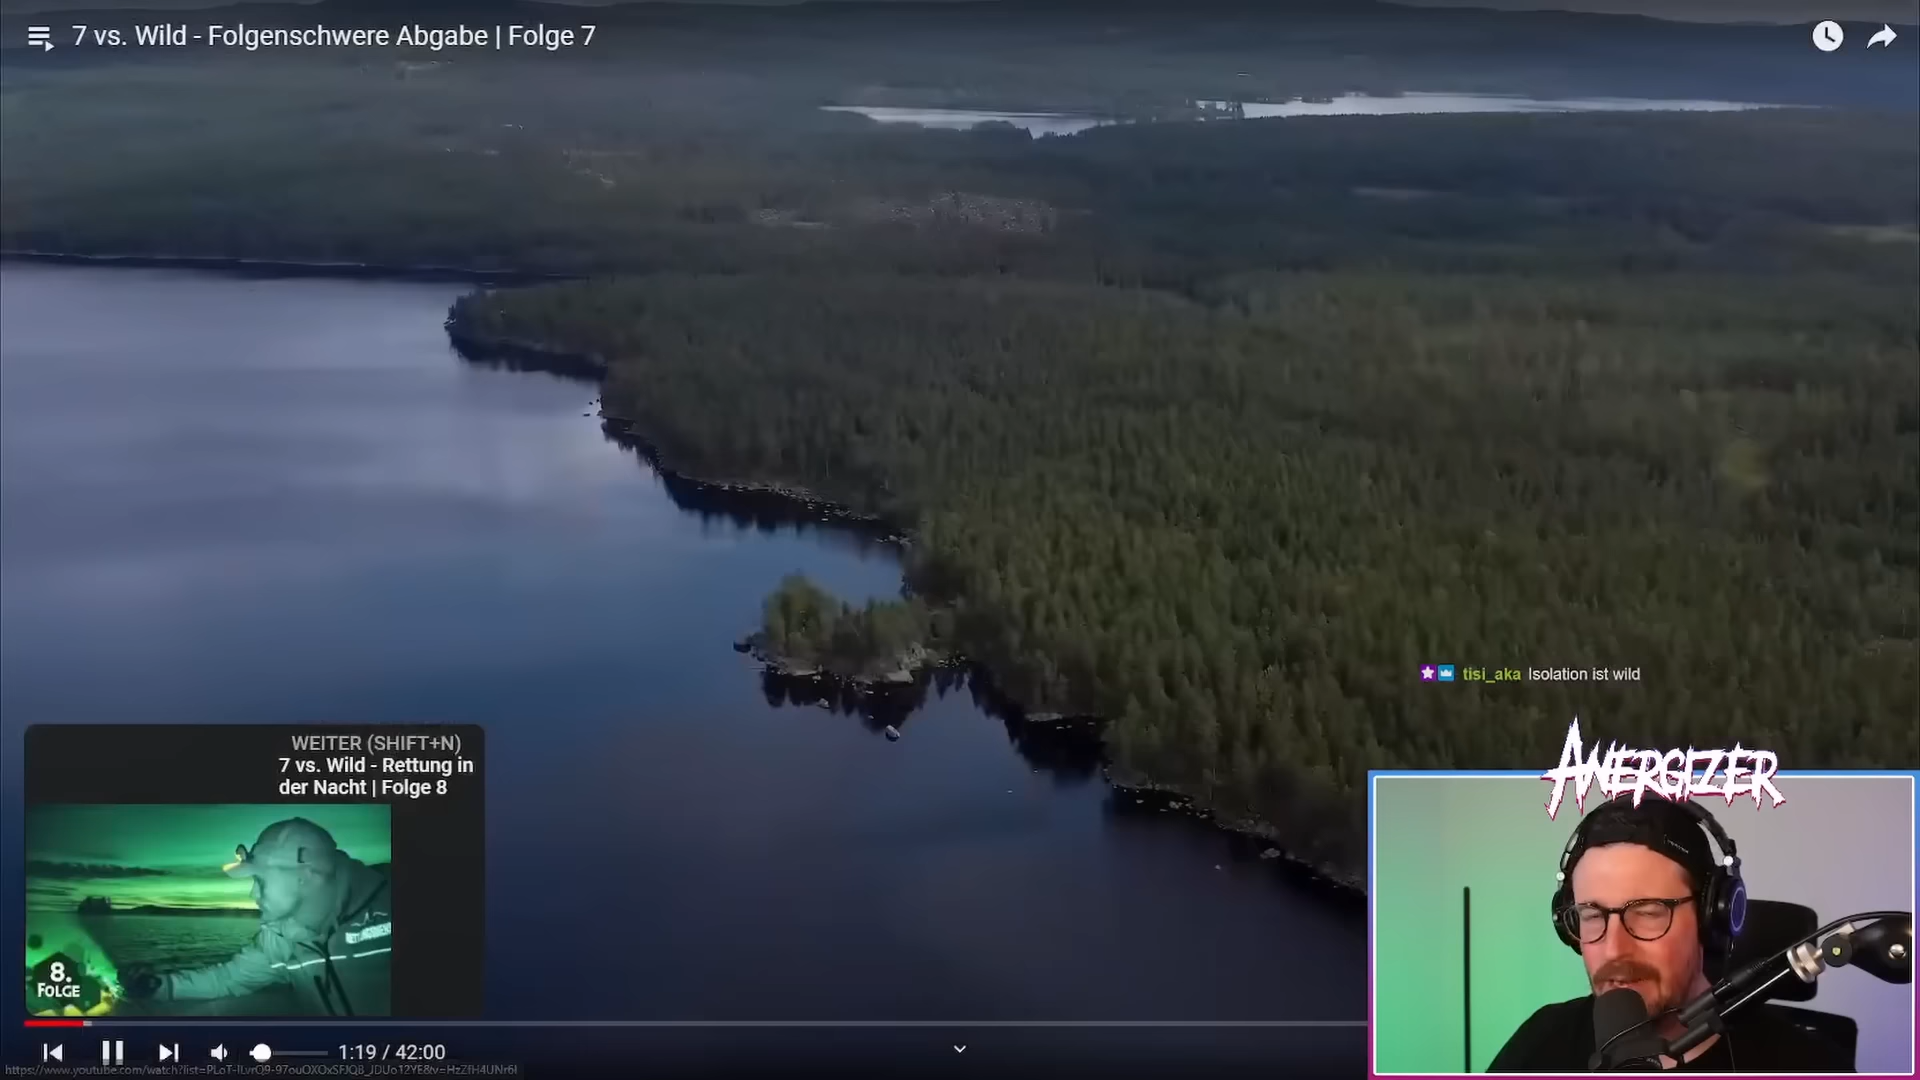 7 vs. Wild - Folgenschwere Abgabe | Folge 7
tisi_aka Isolation ist wild
AWERGIZER
WEITER (SHIFT+N)
7 vs. Wild - Rettung in
der Nacht | Folge 8
8.
FOLGE
1:19 / 42:00